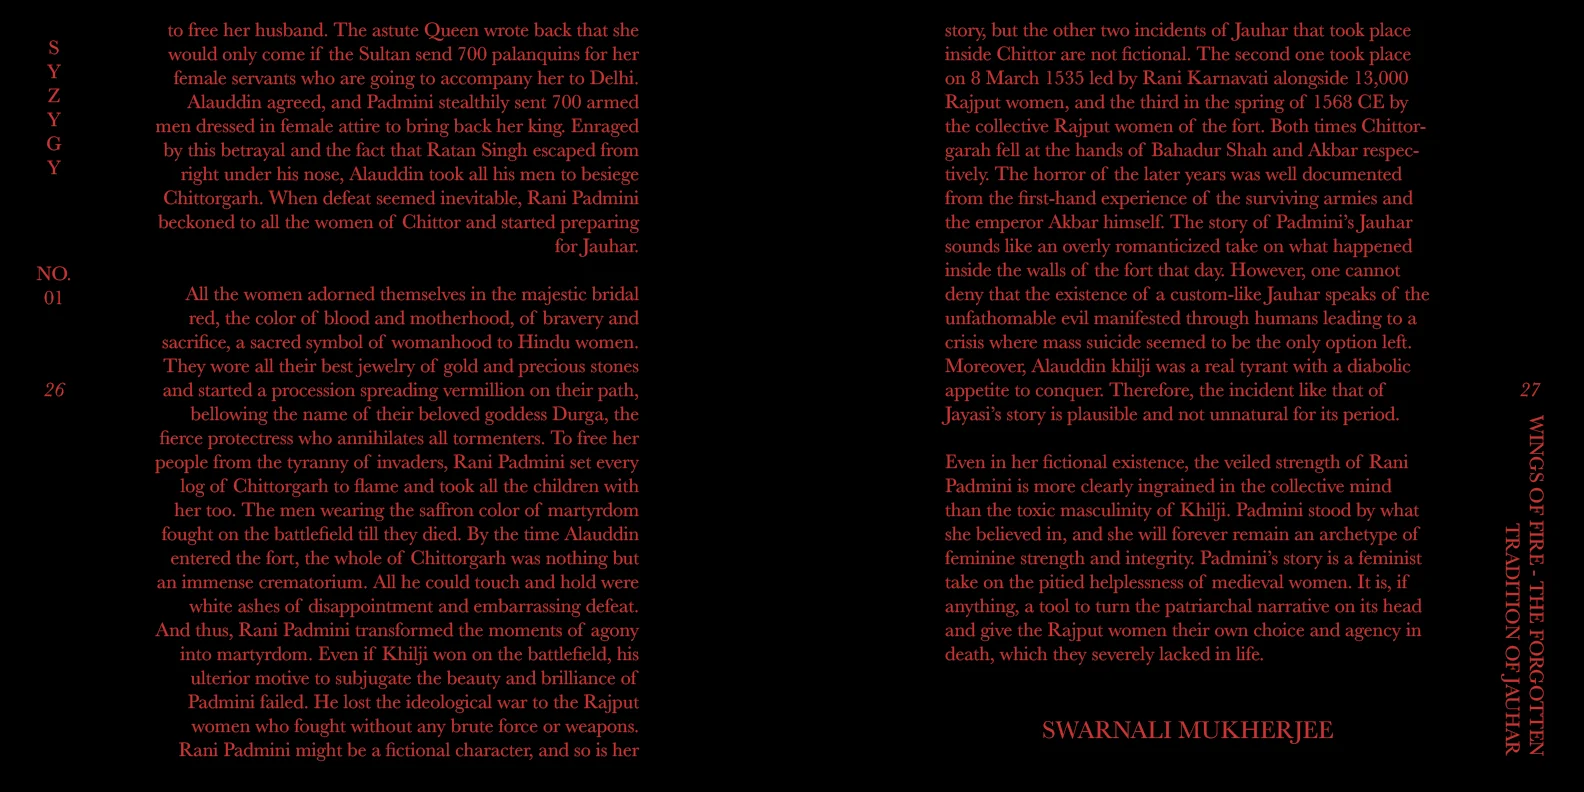 S
Y
Z
Y
G
Y
NO.
01
26
to free her husband. The astute Queen wrote back that she
would only come if the Sultan send 700 palanquins for her
female servants who are going to accompany her to Delhi.
Alauddin agreed, and Padmini stealthily sent 700 armed
men dressed in female attire to bring back her king. Enraged
by this betrayal and the fact that Ratan Singh escaped from
right under his nose, Alauddin took all his men to besiege
Chittorgarh. When defeat seemed inevitable, Rani Padmini
beckoned to all the women of Chittor and started preparing
for Jauhar.
All the women adorned themselves in the majestic bridal
red, the color of blood and motherhood, of bravery and
sacrifice, a sacred symbol of womanhood to Hindu women.
They wore all their best jewelry of gold and precious stones
and started a procession spreading vermillion on their path,
bellowing the name of their beloved goddess Durga, the
fierce protectress who annihilates all tormenters. To free her
people from the tyranny of invaders, Rani Padmini set every
log of Chittorgarh to flame and took all the children with
her too. The men wearing the saffron color of martyrdom
fought on the battlefield till they died. By the time Alauddin
entered the fort, the whole of Chittorgarh was nothing but
an immense crematorium. All he could touch and hold were
white ashes of disappointment and embarrassing defeat.
And thus, Rani Padmini transformed the moments of agony
into martyrdom. Even if Khilji won on the battlefield, his
ulterior motive to subjugate the beauty and brilliance of
Padmini failed. He lost the ideological war to the Rajput
women who fought without any brute force or weapons.
Rani Padmini might be a fictional character, and so is her
story, but the other two incidents of Jauhar that took place
inside Chittor are not fictional. The second one took place
on 8 March 1535 led by Rani Karnavati alongside 13,000
Rajput women, and the third in the spring of 1568 CE by
the collective Rajput women of the fort. Both times Chittor-
garah fell at the hands of Bahadur Shah and Akbar respec-
tively. The horror of the later years was well documented
from the first-hand experience of the surviving armies and
the emperor Akbar himself. The story of Padmini's Jauhar
sounds like an overly romanticized take on what happened
inside the walls of the fort that day. However, one cannot
deny that the existence of a custom-like Jauhar speaks of the
unfathomable evil manifested through humans leading to a
crisis where mass suicide seemed to be the only option left.
Moreover, Alauddin khilji was a real tyrant with a diabolic
appetite to conquer. Therefore, the incident like that of
Jayasi's story is plausible and not unnatural for its period.
Even in her fictional existence, the veiled strength of Rani
Padmini is more clearly ingrained in the collective mind
than the toxic masculinity of Khilji. Padmini stood by what
she believed in, and she will forever remain an archetype of
feminine strength and integrity. Padmini's story is a feminist
take on the pitied helplessness of medieval women. It is, if
anything, a tool to turn the patriarchal narrative on its head
and give the Rajput women their own choice and agency in
death, which they severely lacked in life.
SWARNALI MUKHERJEE
27
WINGS OF FIRE - THE FORGOTTEN
TRADITION OF JAUHAR